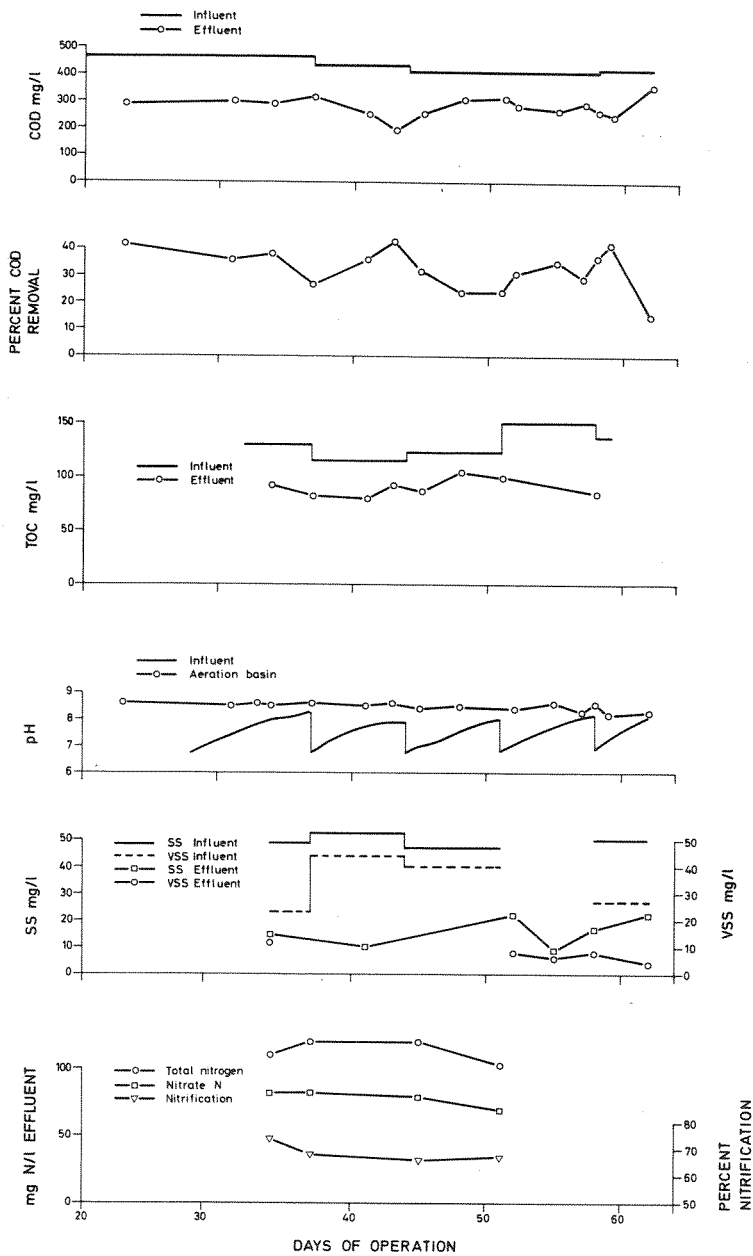 Influent
Effluent
500
400
300
200
100
0
COD mg/l
40
30
20
10
0
PERCENT COD
REMOVAL
150
100
50
0
TOC mg/l
Influent
Effluent
Influent
Aeration basin
9
8
7
6
pH
SS Influent
VSS Influent
SS Effluent
VSS Effluent
50
40
30
20
10
0
SS mg/l
50
40
30
20
10
0
VSS mg/l
Total nitrogen
Nitrate N
Nitrification
100
50
0
mg N/l EFFLUENT
80
70
60
50
PERCENT
NITRIFICATION
20 30 40 50 60
DAYS OF OPERATION